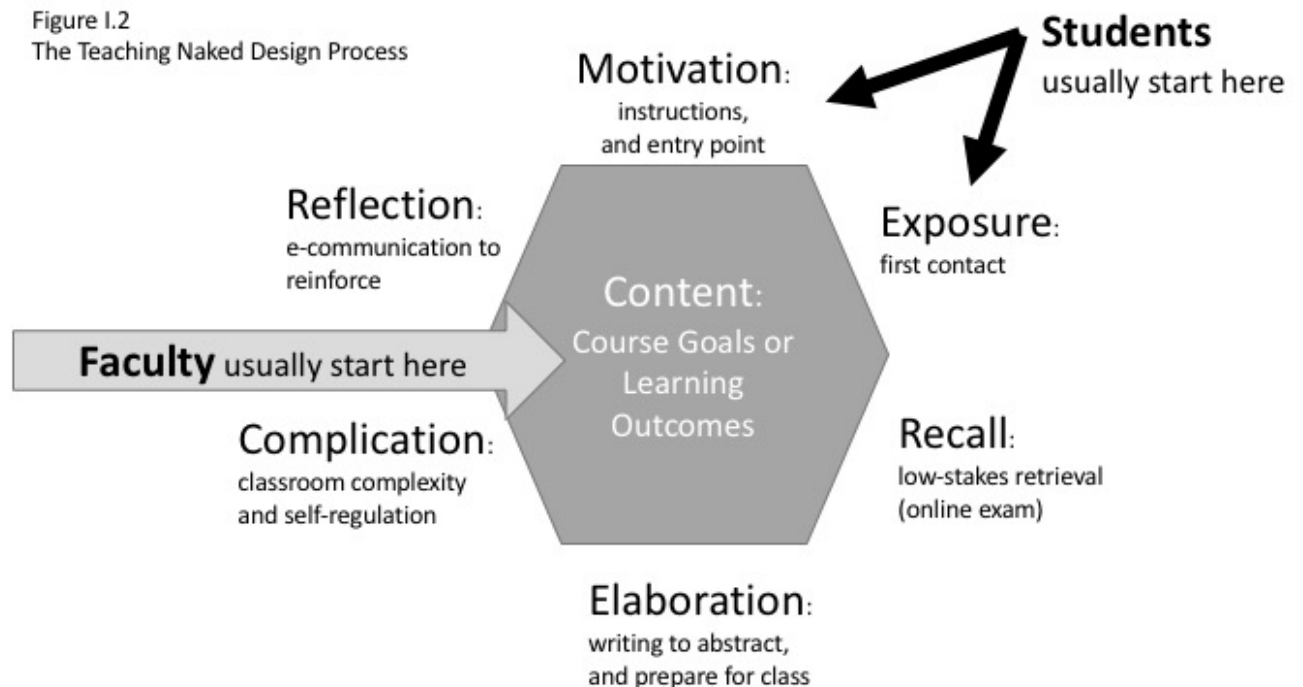 Figure I.2
The Teaching Naked Design Process
Students
usually start here
Motivation:
instructions,
and entry point
Exposure:
first contact
Recall:
low-stakes retrieval
(online exam)
Elaboration:
writing to abstract,
and prepare for class
Complication:
classroom complexity
and self-regulation
Reflection:
e-communication to
reinforce
Faculty usually start here
Content:
Course Goals or
Learning
Outcomes